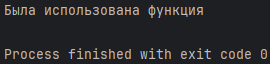 Была использована функция
Process finished with exit code 0